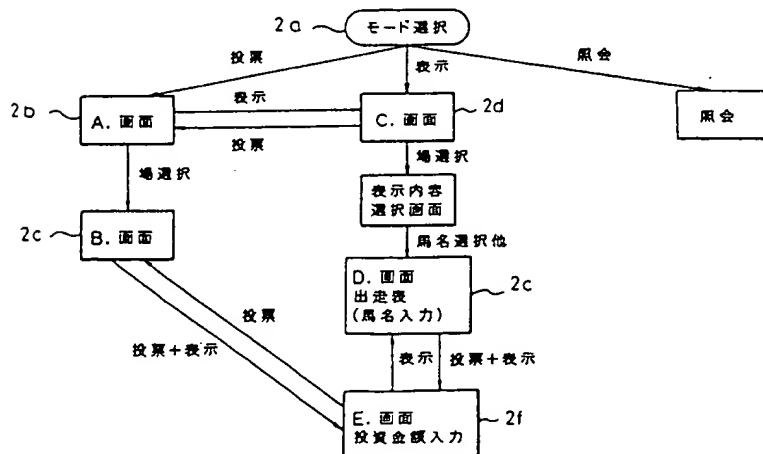 2a
モード選択
投票
表示
照会
2b
A. 画面
表示
投票
C. 画面
2d
照会
場選択
場選択
表示内容
選択画面
2c
B. 画面
馬名選択他
D. 画面
出走表
(馬名入力)
2c
投票
投票+表示
表示
投票+表示
E. 画面
投資金額入力
2f